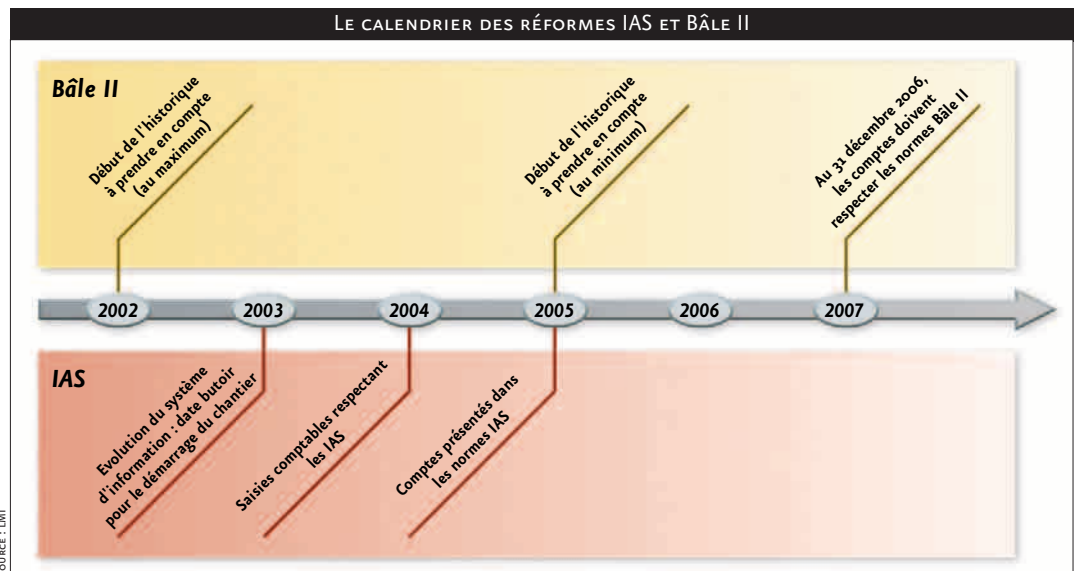 LE CALENDRIER DES RÉFORMES IAS ET BÂLE II
Bâle II
Début de l'historique
à prendre en compte
(au maximum)
Début de l'historique
à prendre en compte
(au minimum)
Au 31 décembre 2006,
les comptes doivent
respecter les normes Bâle II
2002
2003
2004
2005
2006
2007
IAS
Evolution du système
d'information : date butoir
pour le démarrage du chantier
Saisies comptables respectant
les IAS
Comptes présentés dans
les normes IAS
: LMI